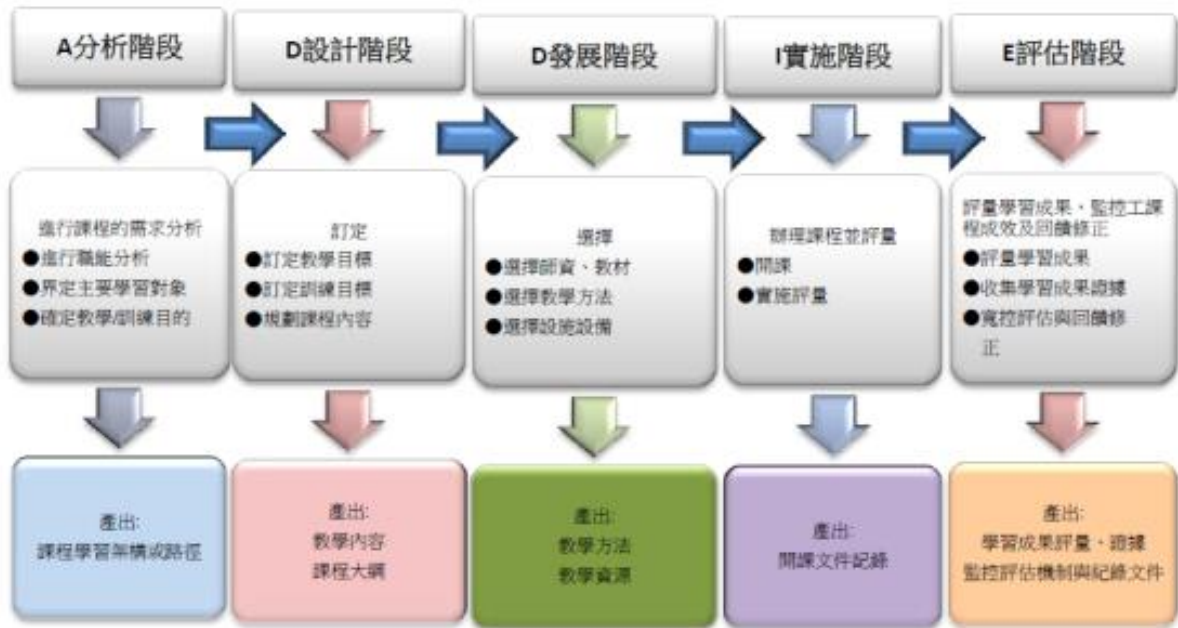 A分析階段
D設計階段
D發展階段
I實施階段
E評估階段
進行課程的需求分析
●進行職能分析
●界定主要學習對象
●確定教學/訓練目的
訂定
●訂定教學目標
●訂定訓練目標
●規劃課程內容
選擇
●選擇師資、教材
●選擇教學方法
●選擇設施設備
辦理課程並評量
●開課
●實施評量
評量學習成果、監控工課
程成效及回饋修正
●評量學習成果
●收集學習成果證據
●寬控評估與回饋修
正
產出:
課程學習架構或路徑
產出:
教學內容
課程大綱
產出:
教學方法
教學資源
產出:
開課文件記錄
產出:
學習成果評量、證據
監控評估機制與紀錄文件